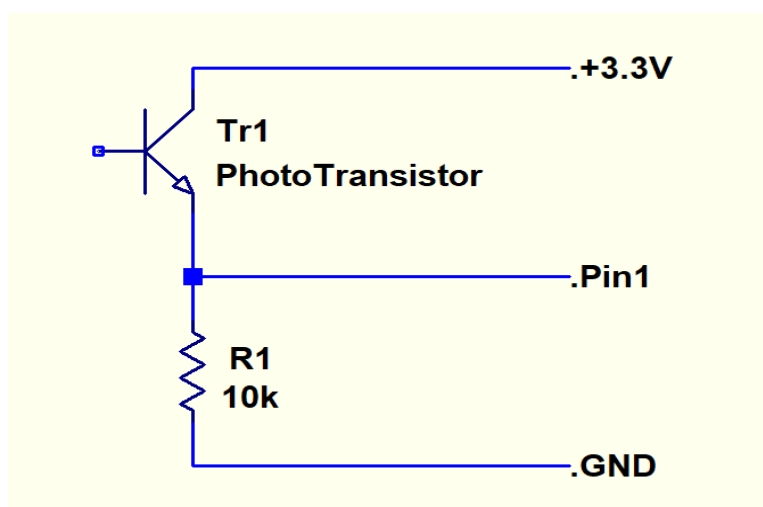 .+3.3V
Tr1
PhotoTransistor
.Pin1
R1
10k
.GND